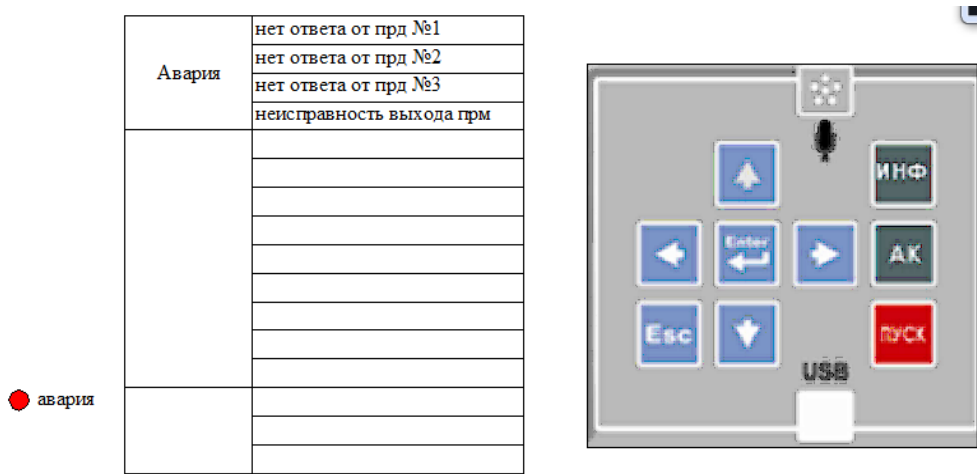 Авария
нет ответа от прд №1
нет ответа от прд №2
нет ответа от прд №3
неисправность выхода прм
авария
ИНФ
Enter
АК
Esc
ПУСК
USB